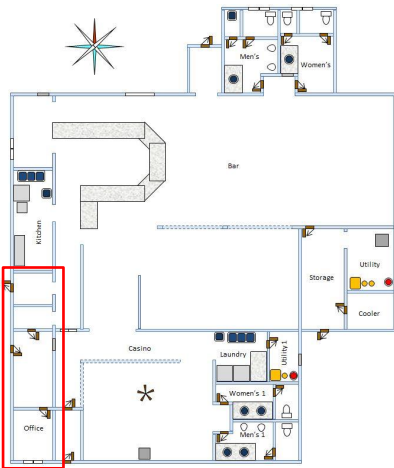 Men's
Women's
Bar
Kitchen
Utility
Storage
Cooler
Casino
Laundry
Utility 1
Women's 1
Office
Men's 1